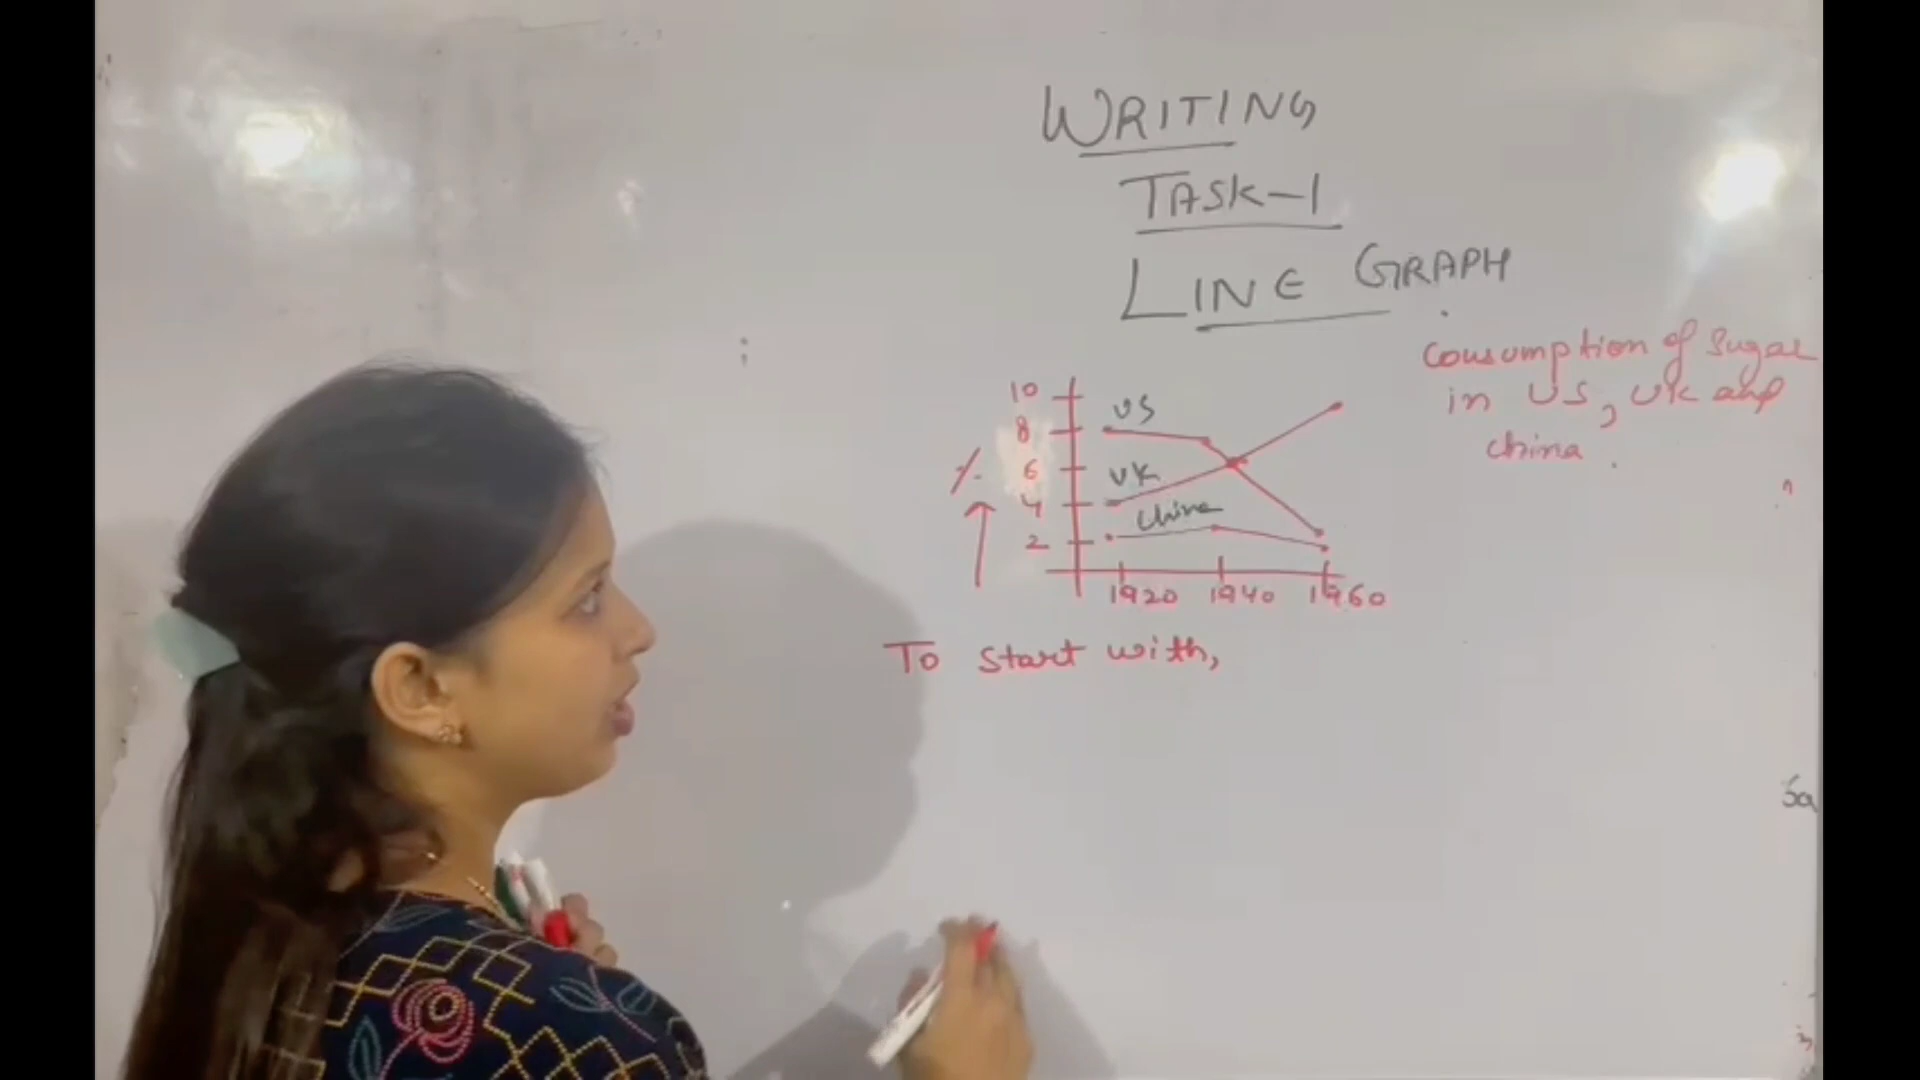 WRITING
TASK-1
LINE GRAPH
Consumption of Sugar
in US, UK and
China.
10
8
6
4
2
%
US
UK
China
1920 1940 1960
To start with,